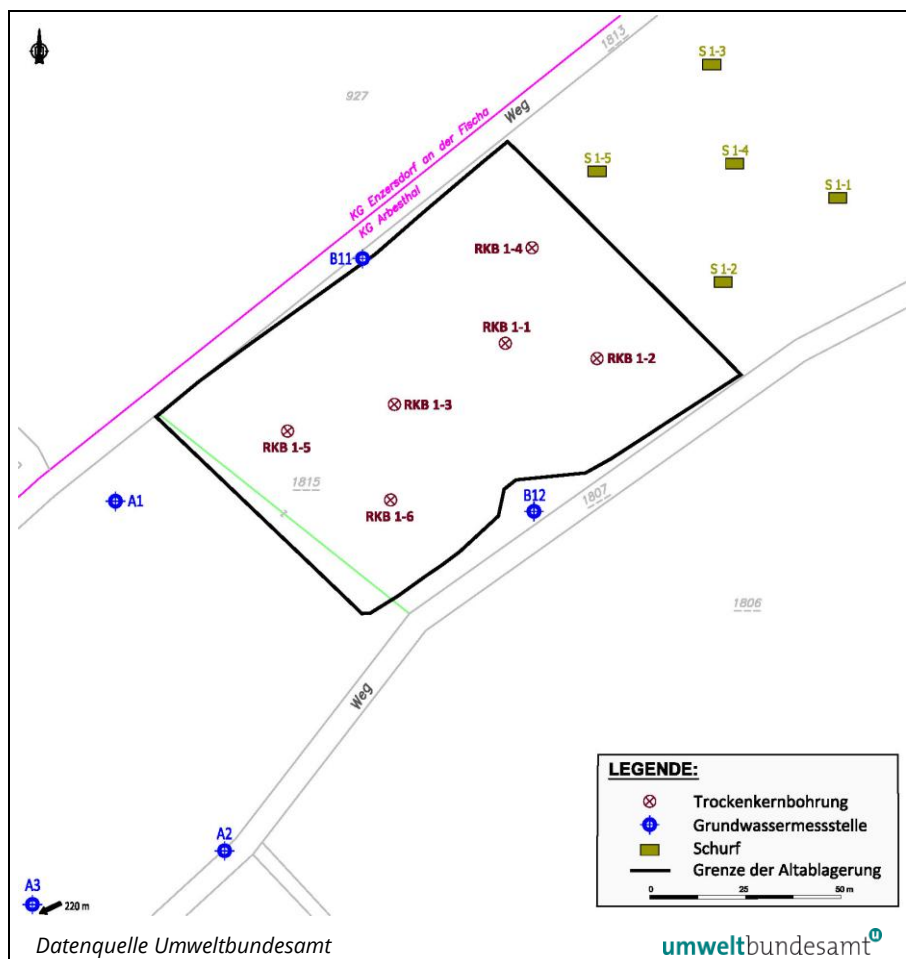 1813
S 1-3
927
Weg
KG Enzersdorf an der Fischa
KG Arbesthal
S 1-5
S 1-4
S 1-1
B11
RKB 1-4
S 1-2
RKB 1-1
RKB 1-2
RKB 1-3
RKB 1-5
1815
B12
A1
RKB 1-6
1807
1806
Weg
LEGENDE:
Trockenkernbohrung
Grundwassermessstelle
Schurf
Grenze der Altablagerung
0 25 50 m
A2
A3
220 m
Datenquelle Umweltbundesamt
umweltbundesamt
u